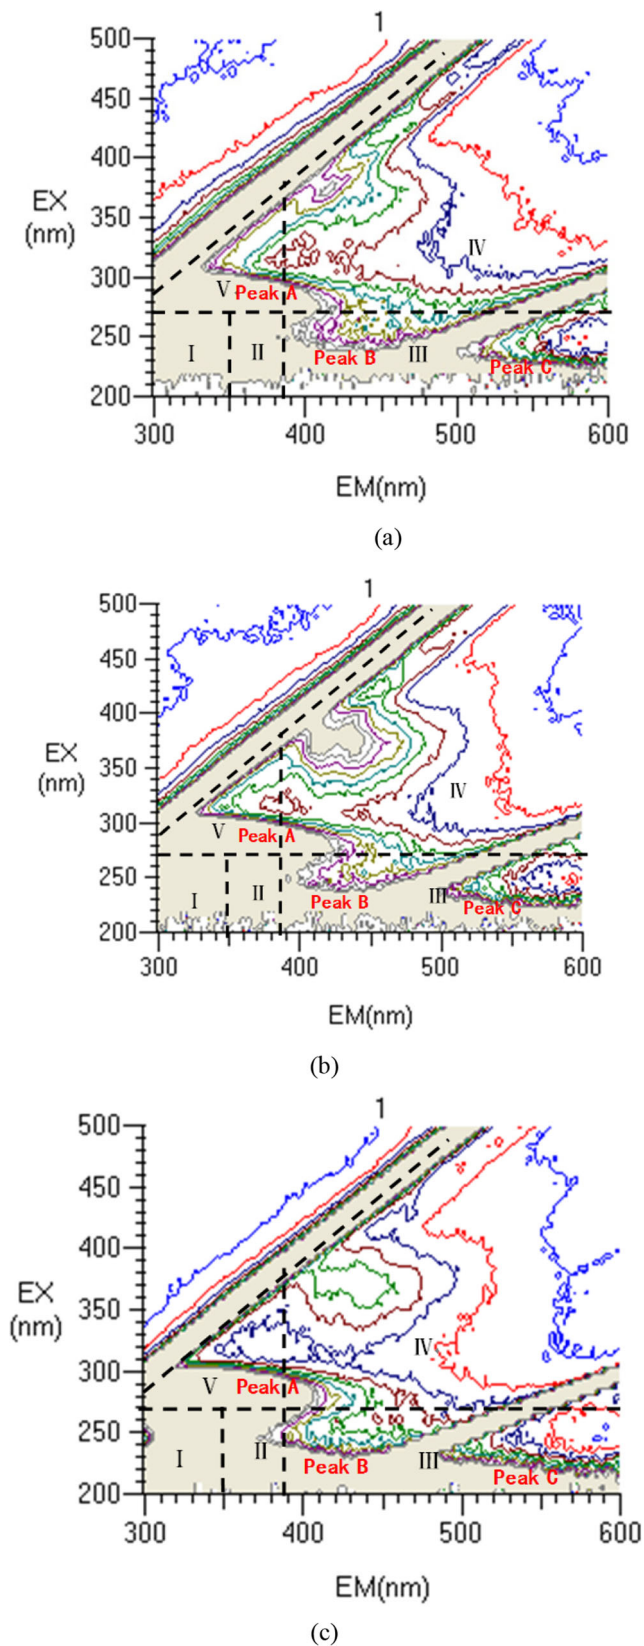 1
500
450
400
EX
(nm)
350
IV
300
V Peak A
250
I II Peak B III Peak C
200
300 400 500 600
EM(nm)
(a)
1
500
450
400
EX
(nm)
350
IV
300
V Peak A
250
I II Peak B III Peak C
200
300 400 500 600
EM(nm)
(b)
1
500
450
400
EX
(nm)
350
IV
300
V Peak A
250
I II Peak B III Peak C
200
300 400 500 600
EM(nm)
(c)